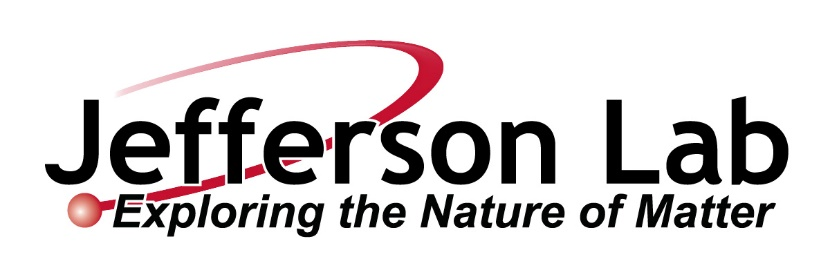 Jefferson Lab
Exploring the Nature of Matter